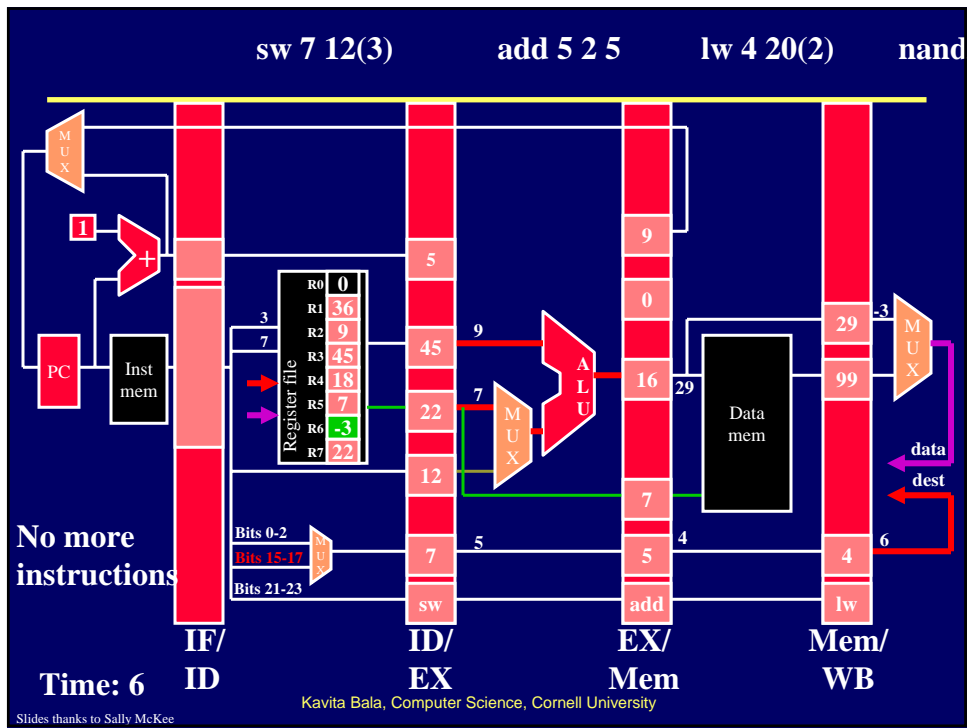 sw 7 12(3) add 5 2 5 lw 4 20(2) nand
M U X
1
+
9
5
0
R0 0
R1 36
R2 9
R3 45
R4 18
R5 7
R6 -3
R7 22
Register file
3
7
PC
Inst mem
45
22
12
9
7
M U X
A L U
16
29
Data mem
29
99
-3
M U X
data
dest
7
No more instructions
Bits 0-2
Bits 15-17
Bits 21-23
M U X
7
5
5
4
4
6
sw
add
lw
IF/ ID
ID/ EX
EX/ Mem
Mem/ WB
Time: 6
Kavita Bala, Computer Science, Cornell University
Slides thanks to Sally McKee